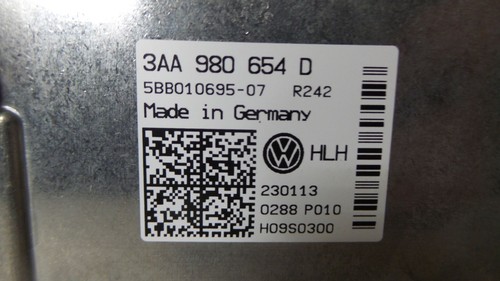 3AA 980 654 D
5BB010695-07 R242
Made in Germany
HLH
230113
0288 P010
H09S0300